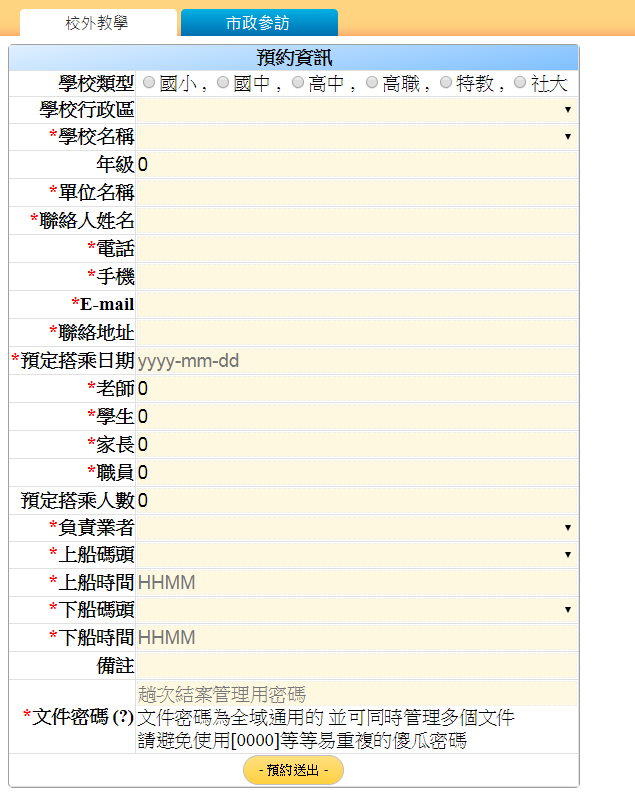 校外教學 市政參訪
預約資訊
學校類型 國小 , 國中 , 高中 , 高職 , 特教 , 社大
學校行政區
*學校名稱
年級 0
*單位名稱
*聯絡人姓名
*電話
*手機
*E-mail
*聯絡地址
*預定搭乘日期 yyyy-mm-dd
*老師 0
*學生 0
*家長 0
*職員 0
預定搭乘人數 0
*負責業者
*上船碼頭
*上船時間 HHMM
*下船碼頭
*下船時間 HHMM
備註
趟次結案管理用密碼
*文件密碼 (?) 文件密碼為全域通用的 並可同時管理多個文件
請避免使用[0000]等等易重複的傻瓜密碼
- 預約送出 -